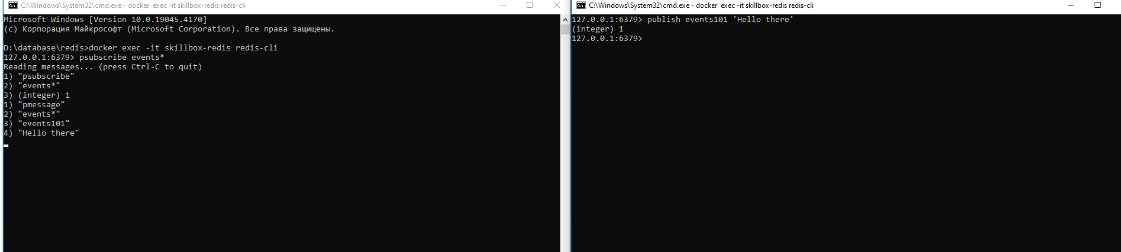 C:\Windows\System32\cmd.exe - docker exec -it skillbox-redis redis-cli
Microsoft Windows [Version 10.0.19045.4170]
(c) Корпорация Майкрософт (Microsoft Corporation). Все права защищены.
D:\database\redis>docker exec -it skillbox-redis redis-cli
127.0.0.1:6379> psubscribe events*
Reading messages... (press Ctrl-C to quit)
1) "psubscribe"
2) "events*"
3) (integer) 1
1) "pmessage"
2) "events*"
3) "events101"
4) "Hello there"
C:\Windows\System32\cmd.exe - docker exec -it skillbox-redis redis-cli
127.0.0.1:6379> publish events101 'Hello there'
(integer) 1
127.0.0.1:6379>